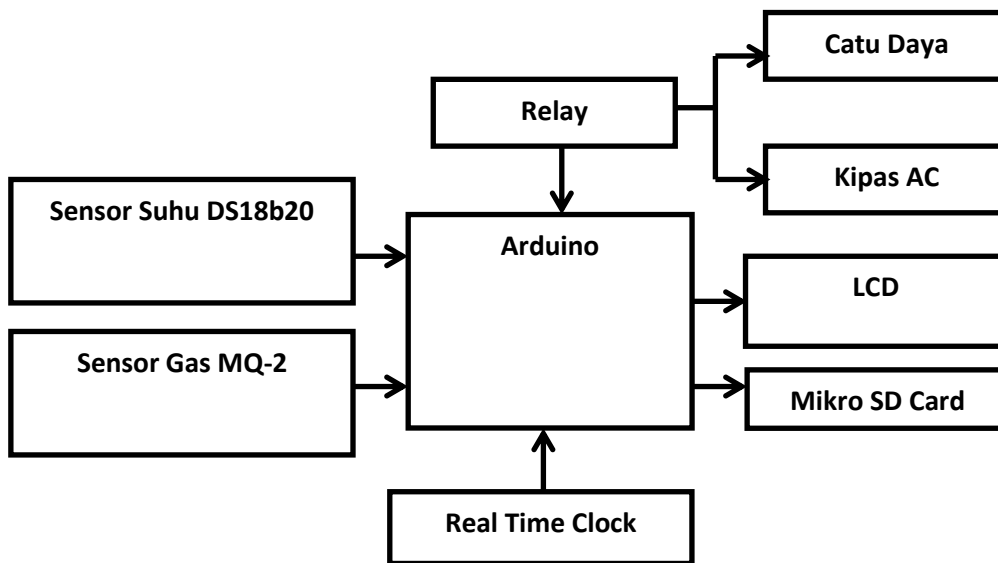 Catu Daya
Relay
Kipas AC
Sensor Suhu DS18b20
Arduino
LCD
Sensor Gas MQ-2
Mikro SD Card
Real Time Clock